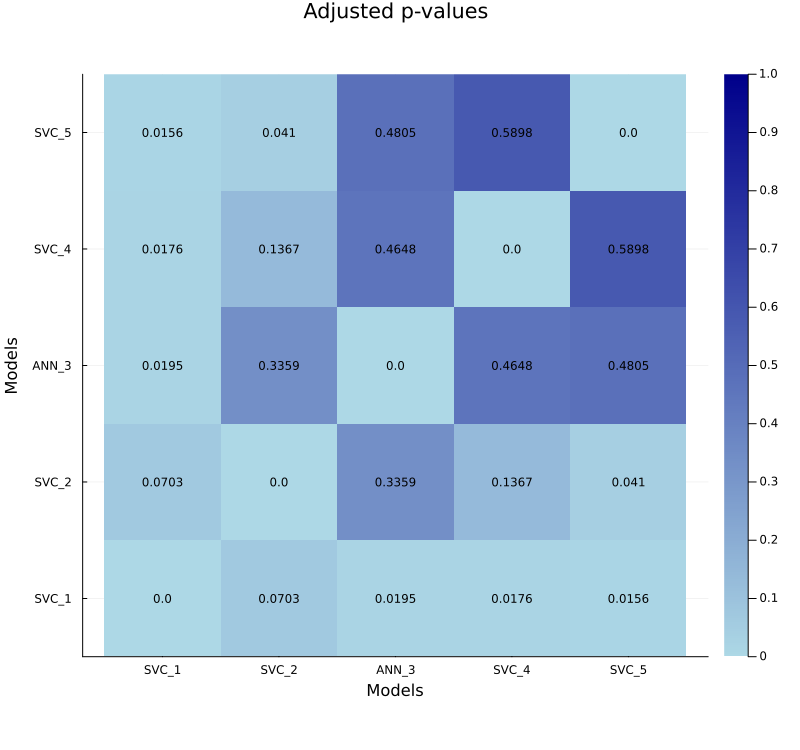 Adjusted p-values
SVC_5 0.0156 0.041 0.4805 0.5898 0.0
SVC_4 0.0176 0.1367 0.4648 0.0 0.5898
ANN_3 0.0195 0.3359 0.0 0.4648 0.4805
SVC_2 0.0703 0.0 0.3359 0.1367 0.041
SVC_1 0.0 0.0703 0.0195 0.0176 0.0156
SVC_1 SVC_2 ANN_3 SVC_4 SVC_5
Models
Models
1.0
0.9
0.8
0.7
0.6
0.5
0.4
0.3
0.2
0.1
0